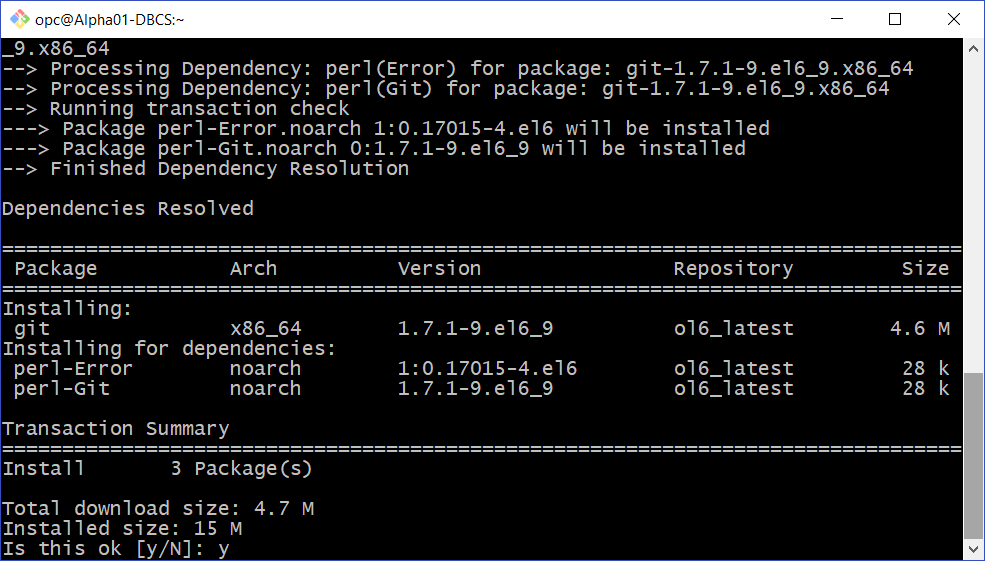 opc@Alpha01-DBCS:~
_9.x86_64
--> Processing Dependency: perl(Error) for package: git-1.7.1-9.el6_9.x86_64
--> Processing Dependency: perl(Git) for package: git-1.7.1-9.el6_9.x86_64
--> Running transaction check
---> Package perl-Error.noarch 1:0.17015-4.el6 will be installed
---> Package perl-Git.noarch 0:1.7.1-9.el6_9 will be installed
--> Finished Dependency Resolution
Dependencies Resolved
================================================================================
Package Arch Version Repository Size
================================================================================
Installing:
git x86_64 1.7.1-9.el6_9 ol6_latest 4.6 M
Installing for dependencies:
perl-Error noarch 1:0.17015-4.el6 ol6_latest 28 k
perl-Git noarch 1.7.1-9.el6_9 ol6_latest 28 k
Transaction Summary
================================================================================
Install 3 Package(s)
Total download size: 4.7 M
Installed size: 15 M
Is this ok [y/N]: y